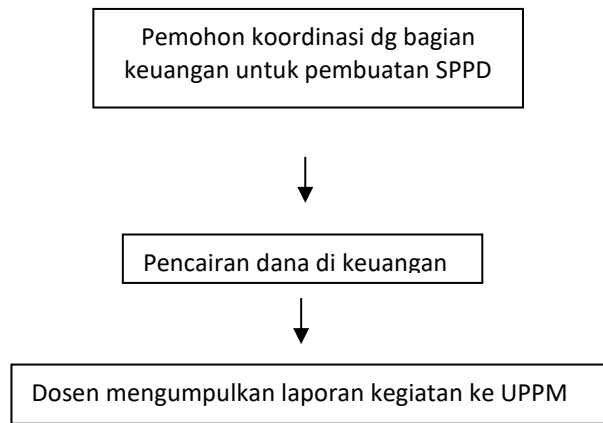 Pemohon koordinasi dg bagian
keuangan untuk pembuatan SPPD
Pencairan dana di keuangan
Dosen mengumpulkan laporan kegiatan ke UPPM